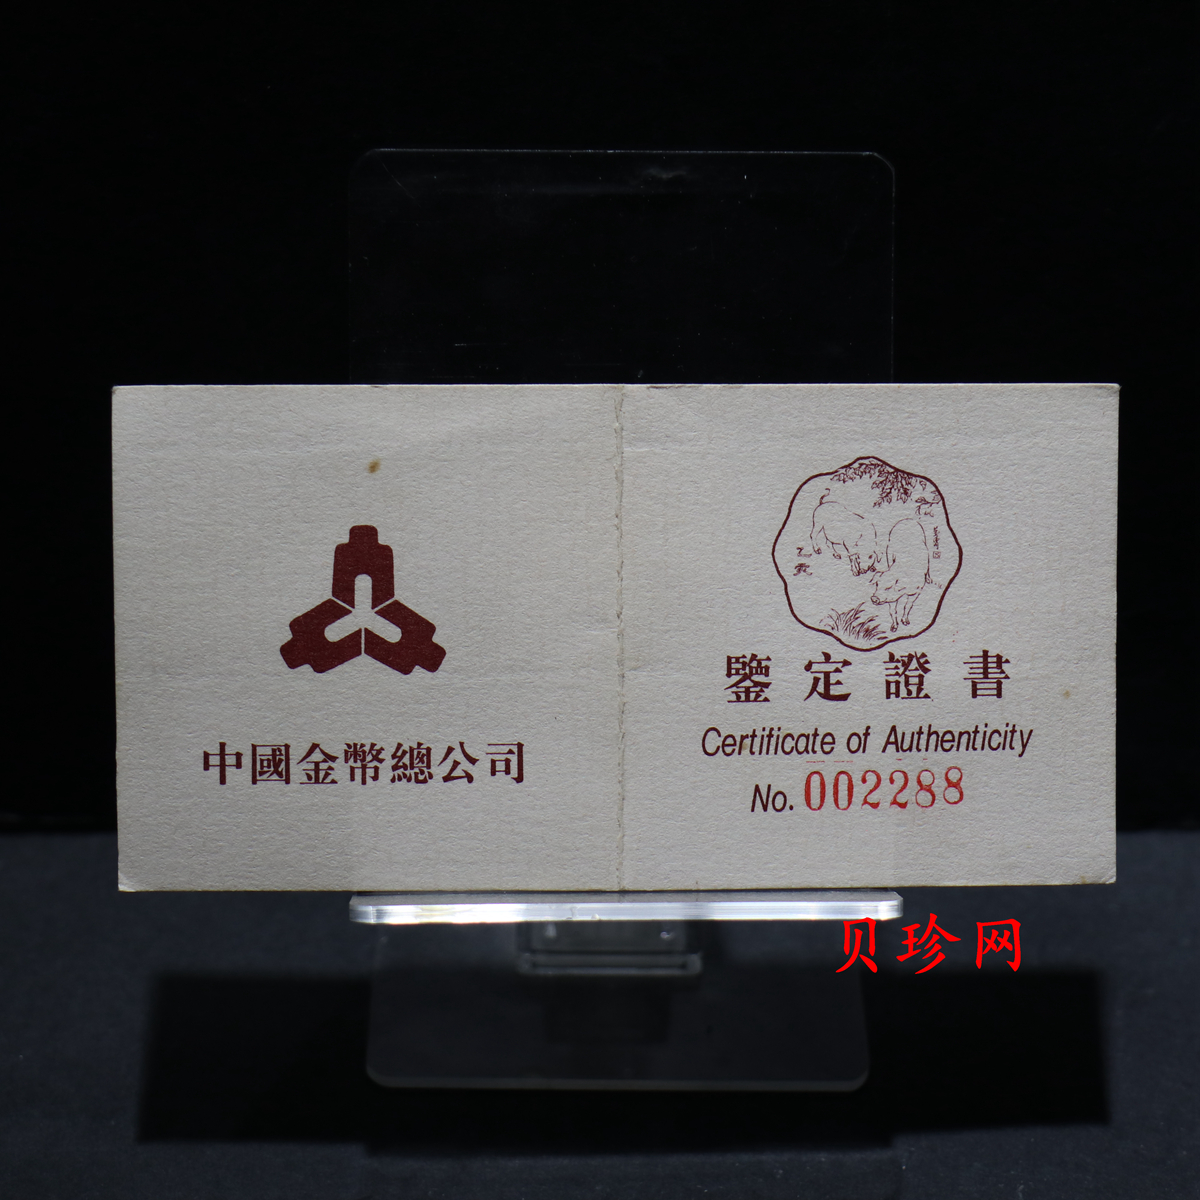 中國金幣總公司
鑒定證書
Certificate of Authenticity
No. 002288
贝珍网